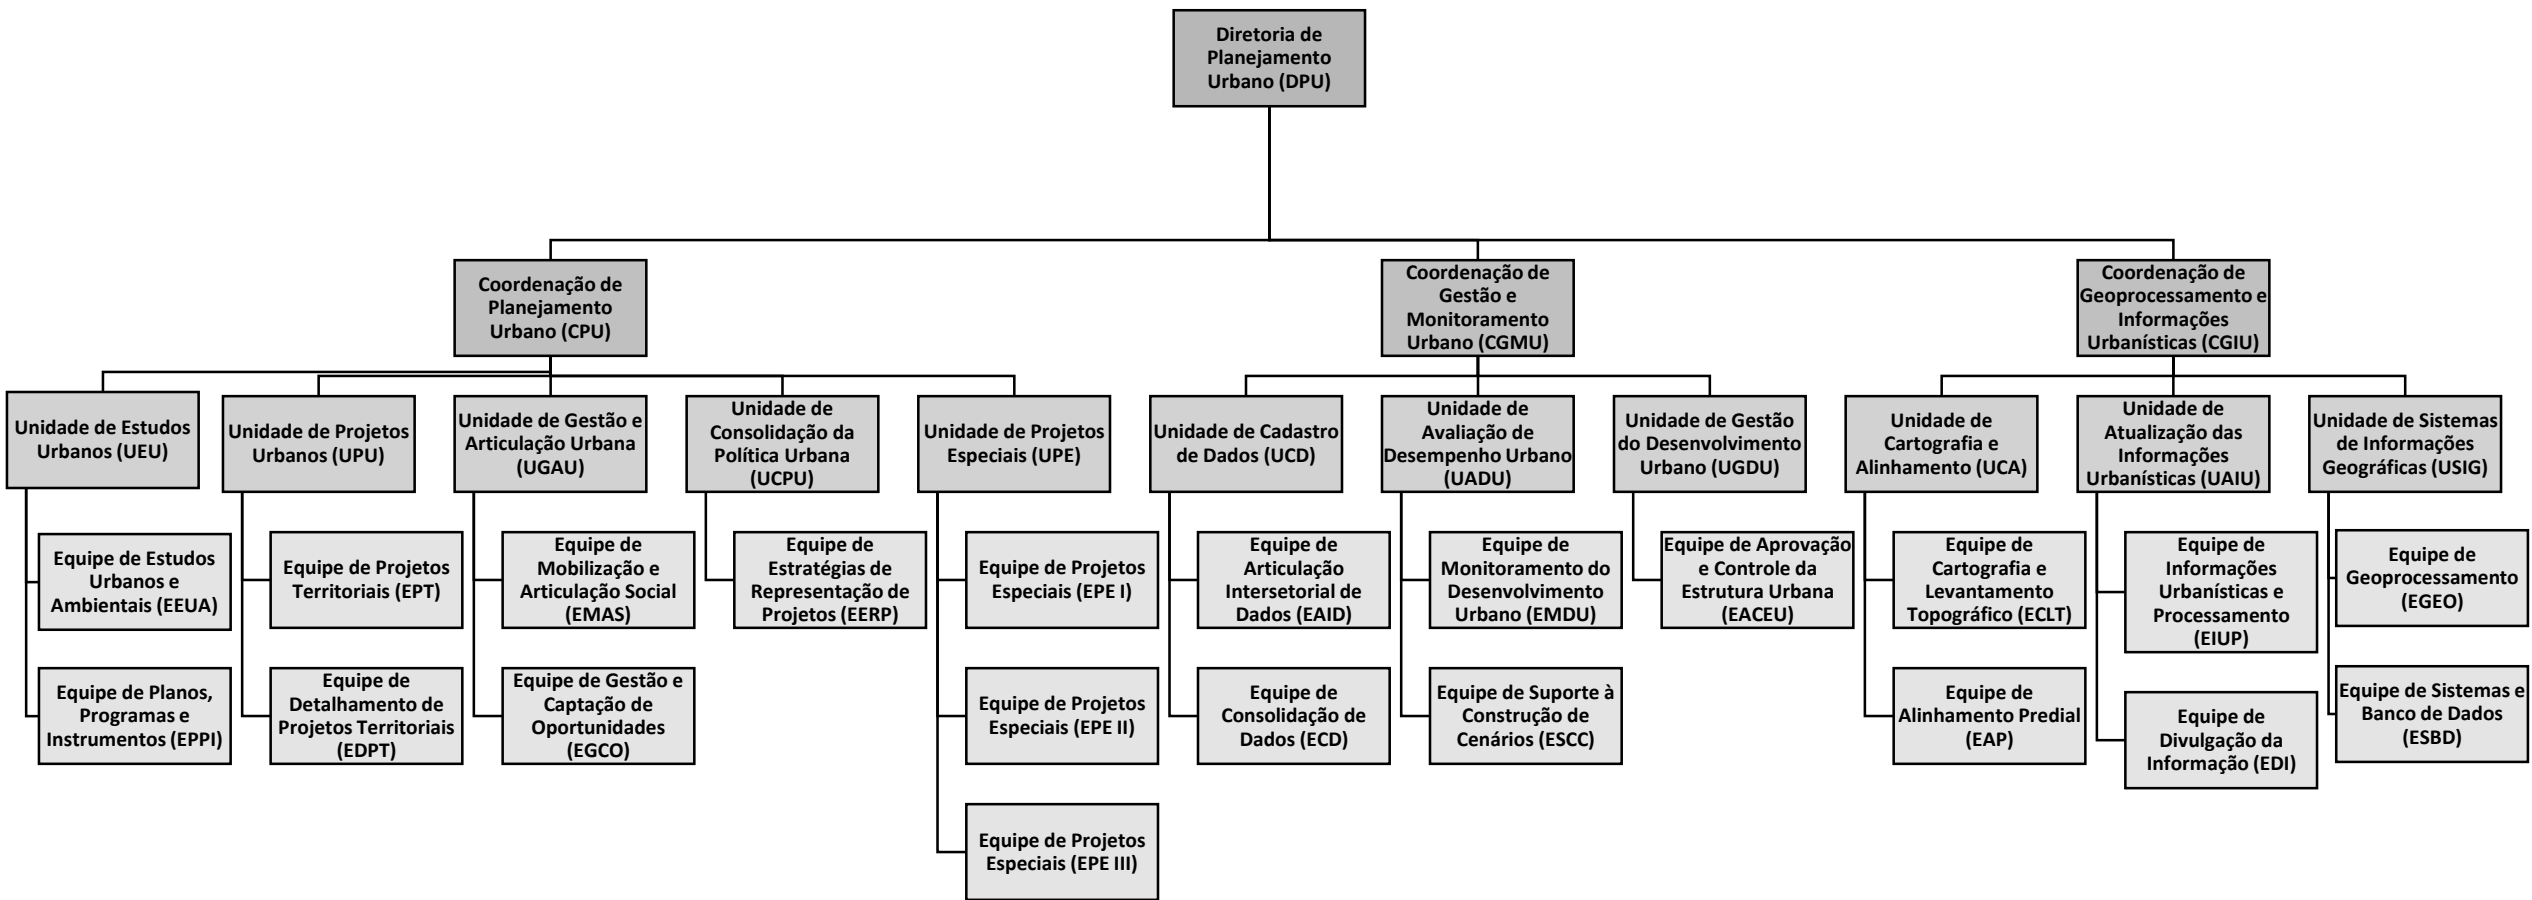 Diretoria de
Planejamento
Urbano (DPU)
Coordenação de
Planejamento
Urbano (CPU)
Coordenação de
Gestão e
Monitoramento
Urbano (CGMU)
Coordenação de
Geoprocessamento e
Informações
Urbanísticas (CGIU)
Unidade de Estudos
Urbanos (UEU)
Unidade de Projetos
Urbanos (UPU)
Unidade de Gestão e
Articulação Urbana
(UGAU)
Unidade de
Consolidação da
Política Urbana
(UCPU)
Unidade de Projetos
Especiais (UPE)
Unidade de Cadastro
de Dados (UCD)
Unidade de
Avaliação de
Desempenho Urbano
(UADU)
Unidade de Gestão
do Desenvolvimento
Urbano (UGDU)
Unidade de
Cartografia e
Alinhamento (UCA)
Unidade de
Atualização das
Informações
Urbanísticas (UAIU)
Unidade de Sistemas
de Informações
Geográficas (USIG)
Equipe de Estudos
Urbanos e
Ambientais (EEUA)
Equipe de Projetos
Territoriais (EPT)
Equipe de
Mobilização e
Articulação Social
(EMAS)
Equipe de
Estratégias de
Representação de
Projetos (EERP)
Equipe de Projetos
Especiais (EPE I)
Equipe de
Articulação
Intersetorial de
Dados (EAID)
Equipe de
Monitoramento do
Desenvolvimento
Urbano (EMDU)
Equipe de Aprovação
e Controle da
Estrutura Urbana
(EACEU)
Equipe de
Cartografia e
Levantamento
Topográfico (ECLT)
Equipe de
Informações
Urbanísticas e
Processamento
(EIUP)
Equipe de
Geoprocessamento
(EGEO)
Equipe de Planos,
Programas e
Instrumentos (EPPI)
Equipe de
Detalhamento de
Projetos Territoriais
(EDPT)
Equipe de Gestão e
Captação de
Oportunidades
(EGCO)
Equipe de Projetos
Especiais (EPE II)
Equipe de
Consolidação de
Dados (ECD)
Equipe de Suporte à
Construção de
Cenários (ESCC)
Equipe de
Alinhamento Predial
(EAP)
Equipe de
Divulgação da
Informação (EDI)
Equipe de Sistemas e
Banco de Dados
(ESBD)
Equipe de Projetos
Especiais (EPE III)